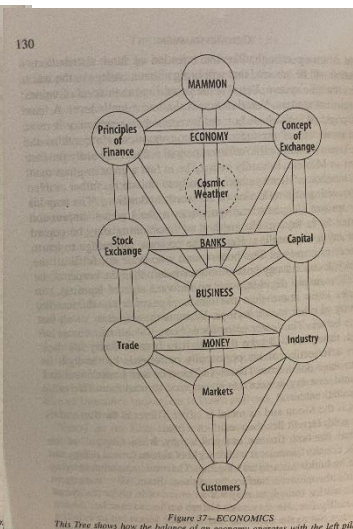 130
MAMMON
Principles
of
Finance
ECONOMY
Concept
of
Exchange
Cosmic
Weather
Stock
Exchange
BANKS
Capital
BUSINESS
Trade
MONEY
Industry
Markets
Customers
Figure 37—ECONOMICS
This Tree shows how the balance of an economy operates with the left